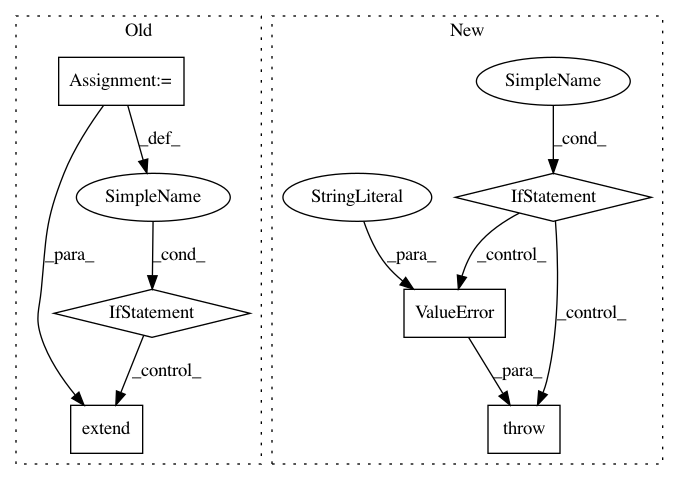 Old
New
Assignment:=
SimpleName
_def_
_cond_
SimpleName
StringLiteral
IfStatement
_para_
_cond_
_para_
_control_
IfStatement
ValueError
_control_
_control_
_para_
extend
throw